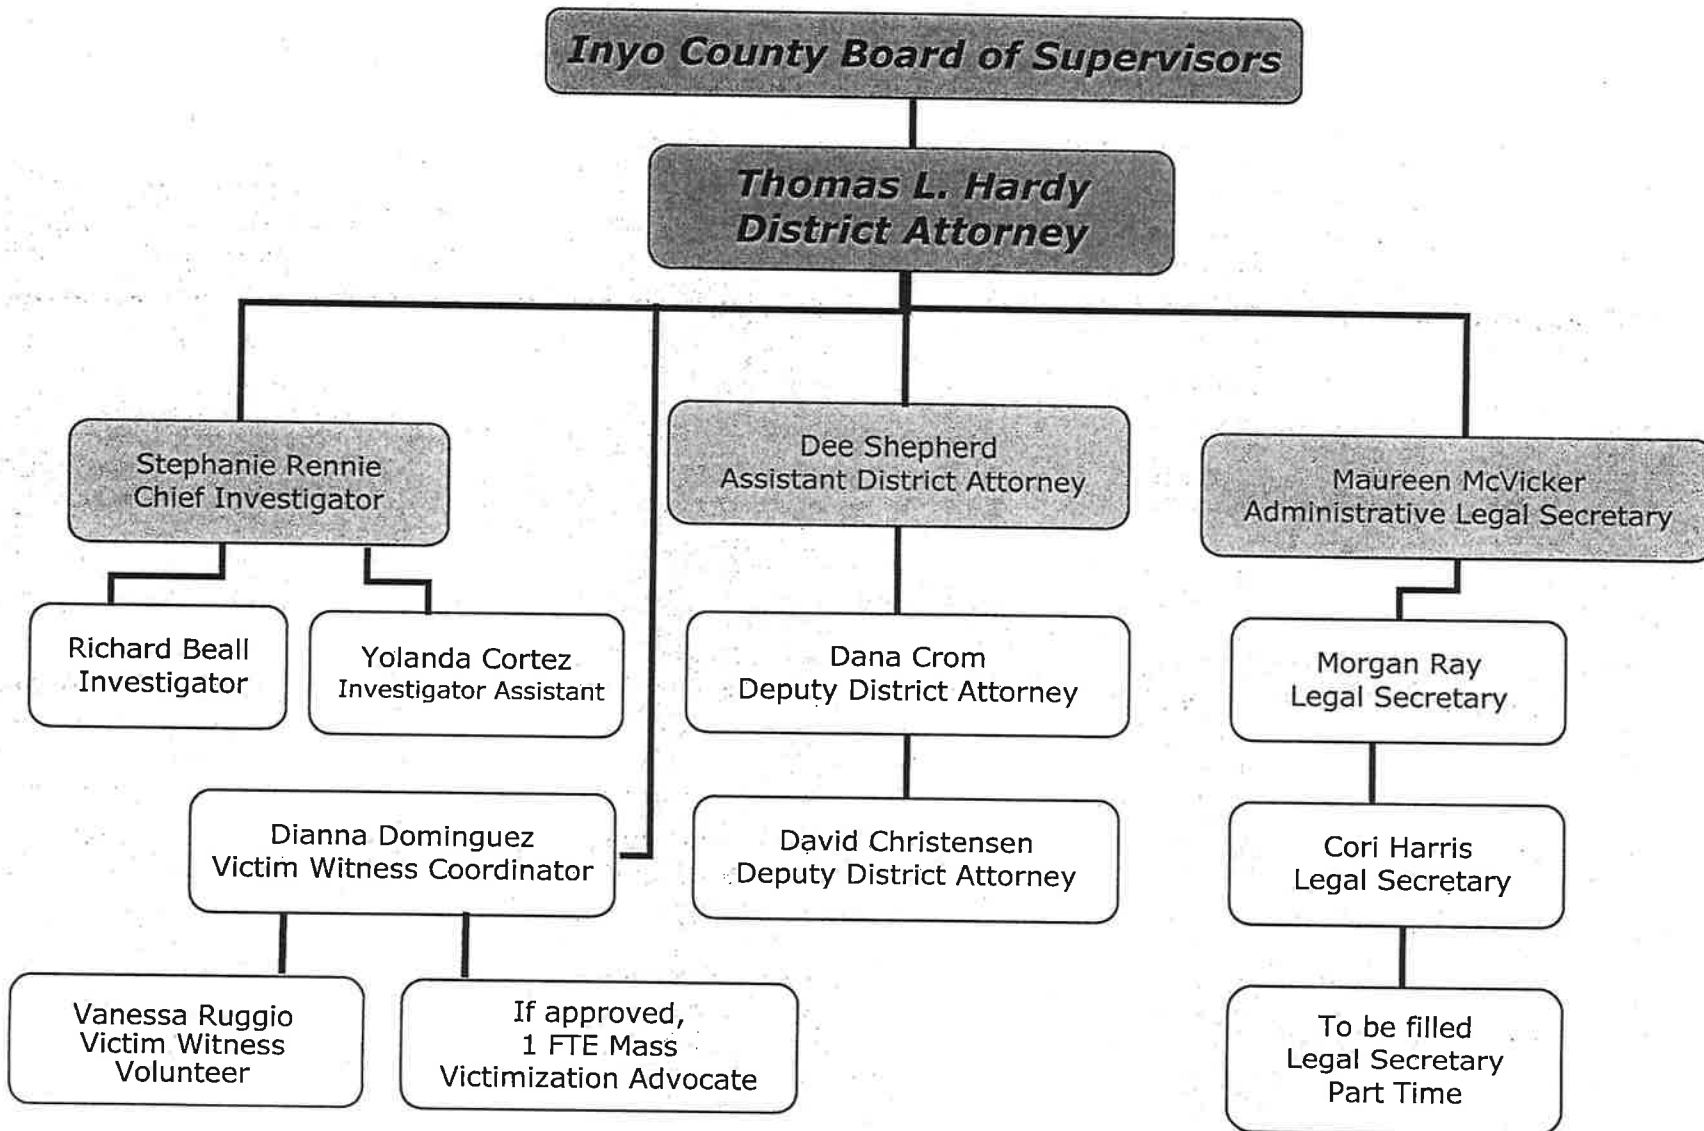 Inyo County Board of Supervisors
Thomas L. Hardy
District Attorney
Stephanie Rennie
Chief Investigator
Dee Shepherd
Assistant District Attorney
Maureen McVicker
Administrative Legal Secretary
Richard Beall
Investigator
Yolanda Cortez
Investigator Assistant
Dana Crom
Deputy District Attorney
Morgan Ray
Legal Secretary
Dianna Dominguez
Victim Witness Coordinator
David Christensen
Deputy District Attorney
Cori Harris
Legal Secretary
Vanessa Ruggio
Victim Witness
Volunteer
If approved,
1 FTE Mass
Victimization Advocate
To be filled
Legal Secretary
Part Time